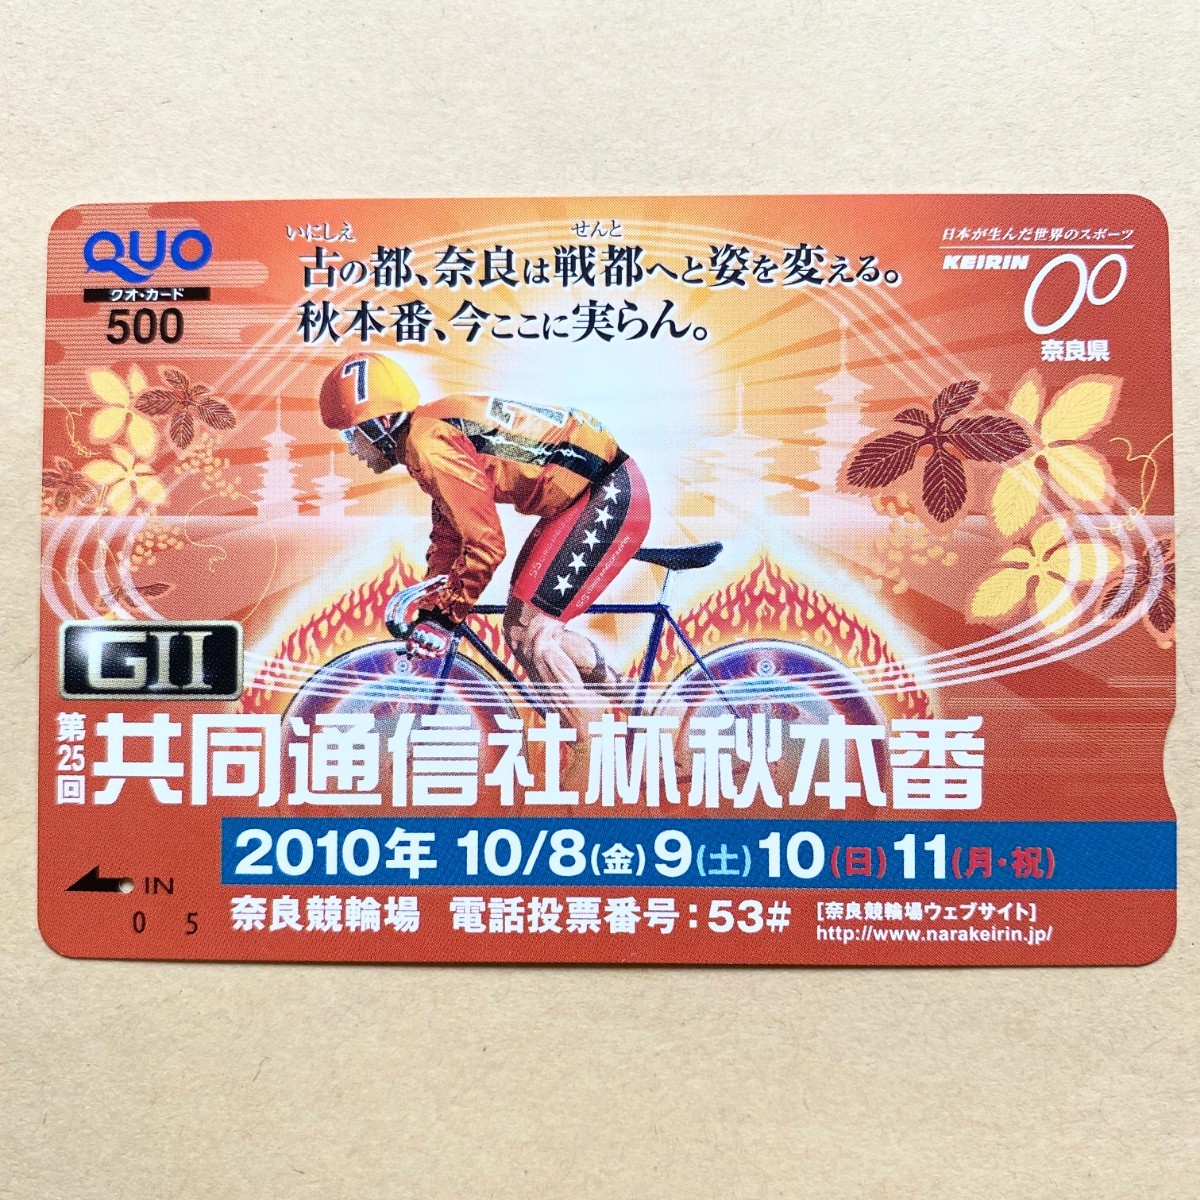 QUO
クオ・カード
500
いにしえ せんと
古の都、奈良は戦都へと姿を変える。
秋本番、今ここに実らん。
日本が生んだ世界のスポーツ
KEIRIN
奈良県
7
GII
第25回
共同通信社杯秋本番
2010年 10/8(金)9(土)10(日)11(月・祝)
IN
0 5
奈良競輪場 電話投票番号:53#
[奈良競輪場ウェブサイト]
http://www.narakeirin.jp/